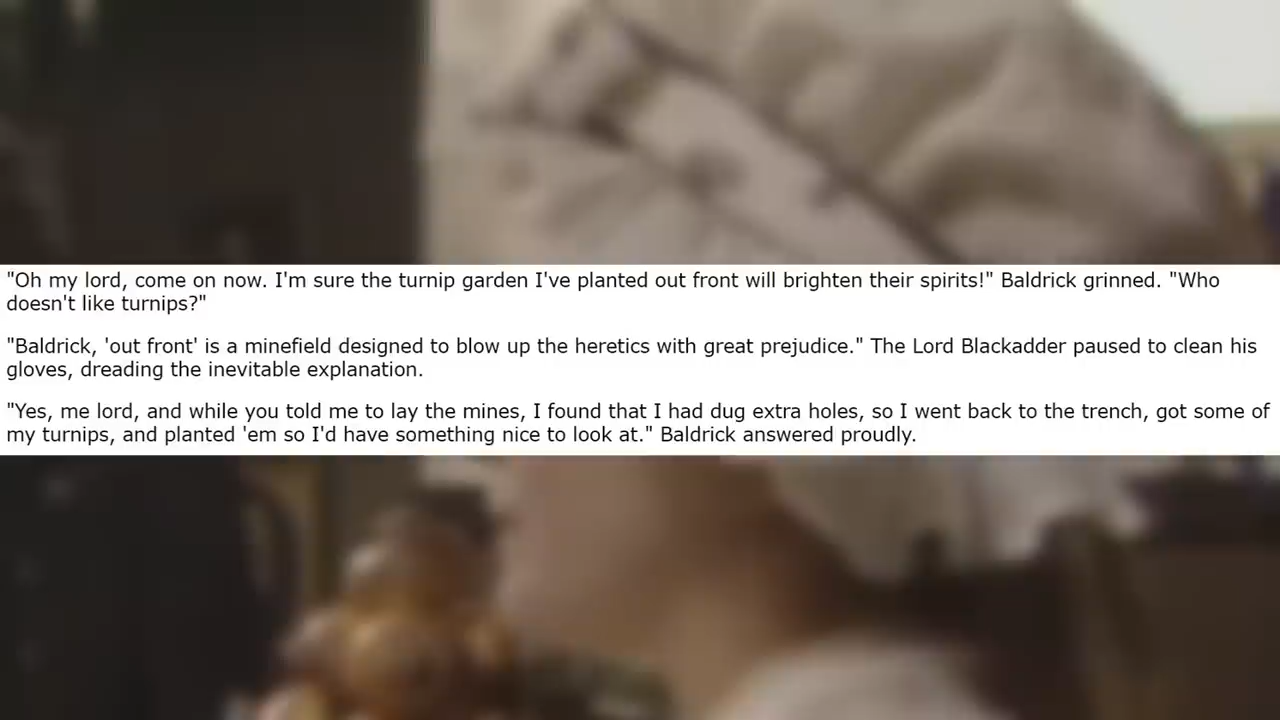 "Oh my lord, come on now. I'm sure the turnip garden I've planted out front will brighten their spirits!" Baldrick grinned. "Who
doesn't like turnips?"
"Baldrick, 'out front' is a minefield designed to blow up the heretics with great prejudice." The Lord Blackadder paused to clean his
gloves, dreading the inevitable explanation.
"Yes, me lord, and while you told me to lay the mines, I found that I had dug extra holes, so I went back to the trench, got some of
my turnips, and planted 'em so I'd have something nice to look at." Baldrick answered proudly.